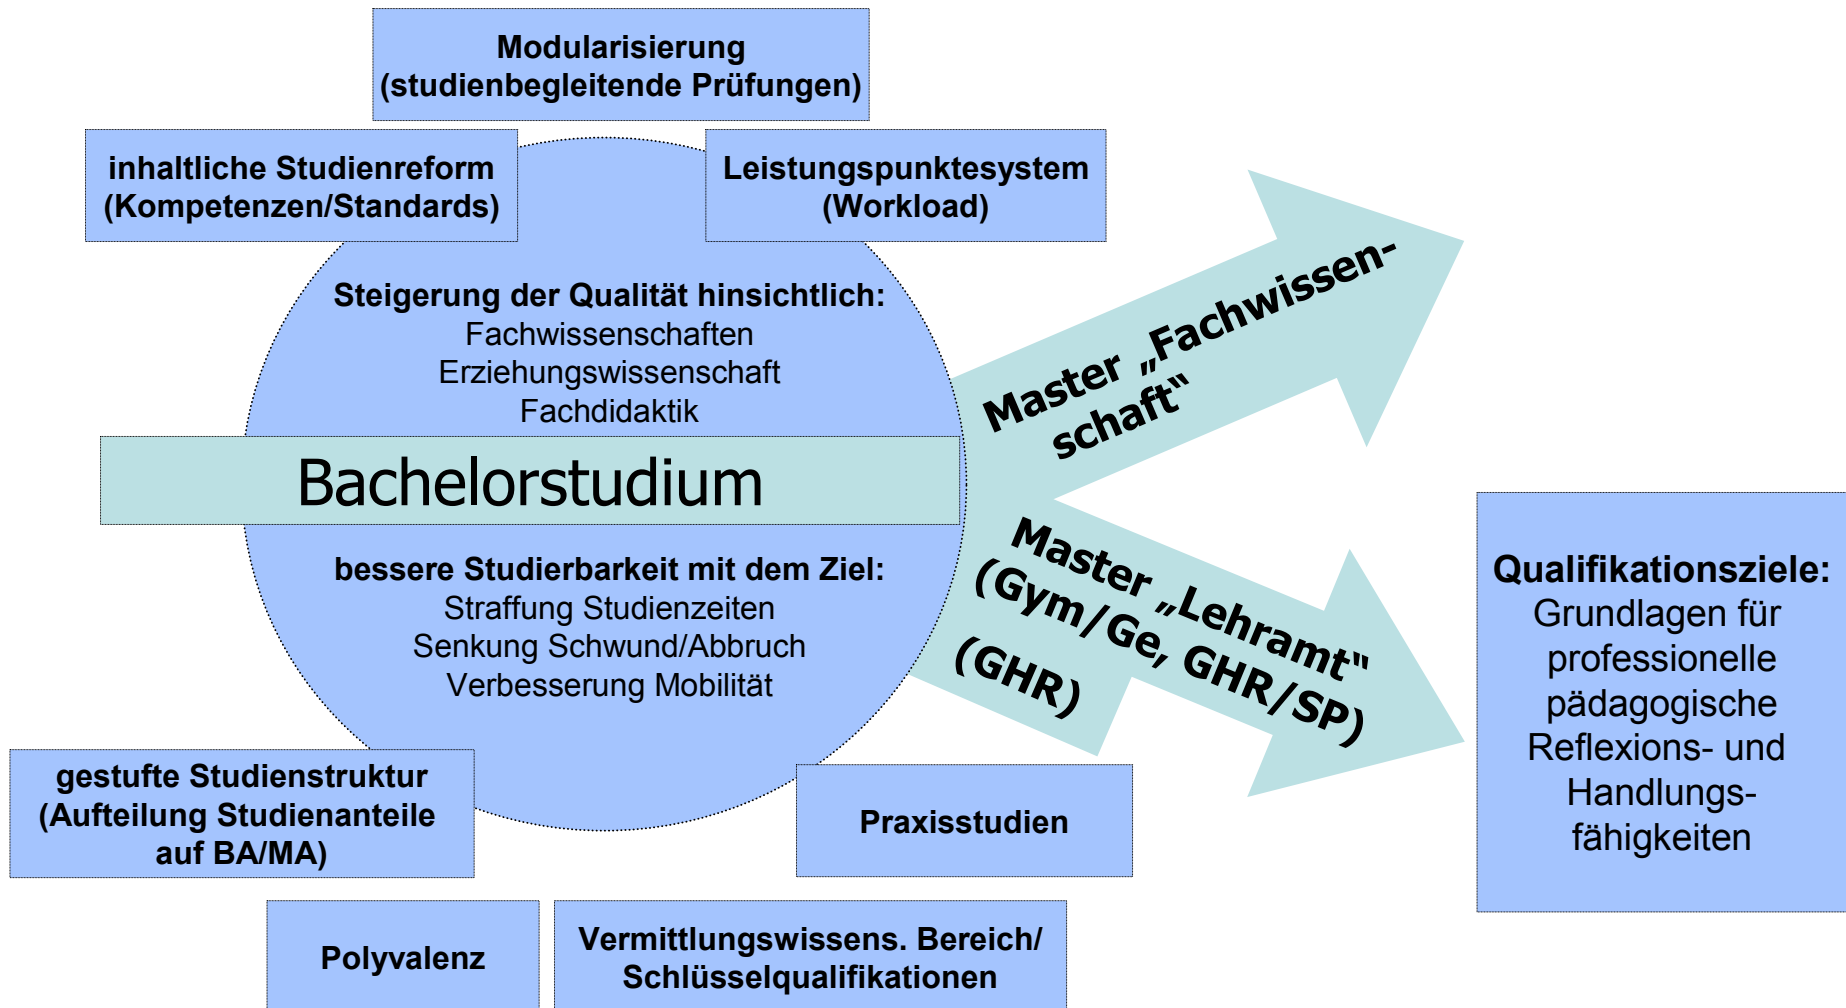 Modularisierung
(studienbegleitende Prüfungen)
inhaltliche Studienreform
(Kompetenzen/Standards)
Leistungspunktesystem
(Workload)
Steigerung der Qualität hinsichtlich:
Fachwissenschaften
Erziehungswissenschaft
Fachdidaktik
Bachelorstudium
bessere Studierbarkeit mit dem Ziel:
Straffung Studienzeiten
Senkung Schwund/Abbruch
Verbesserung Mobilität
Master „Fachwissen-
schaft“
Master „Lehramt“
(Gym/Ge, GHR/SP)
(GHR)
Qualifikationsziele:
Grundlagen für
professionelle
pädagogische
Reflexions- und
Handlungs-
fähigkeiten
gestufte Studienstruktur
(Aufteilung Studienanteile
auf BA/MA)
Praxisstudien
Polyvalenz
Vermittlungswissens. Bereich/
Schlüsselqualifikationen